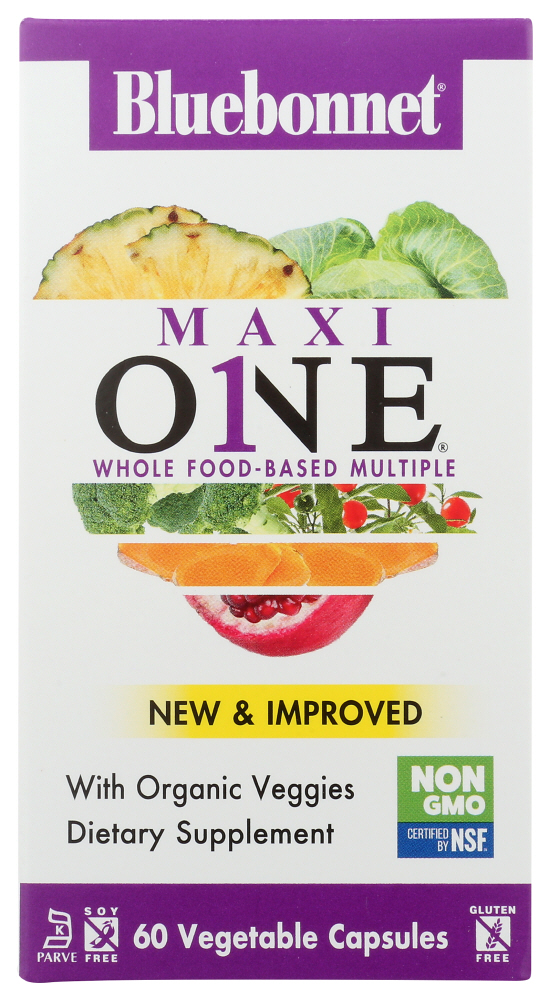 Bluebonnet®
MAXI
O1NE®
WHOLE FOOD-BASED MULTIPLE
NEW & IMPROVED
With Organic Veggies
Dietary Supplement
NON
GMO
CERTIFIED
BY NSF
K
PARVE
SOY
FREE
60 Vegetable Capsules
GLUTEN
FREE